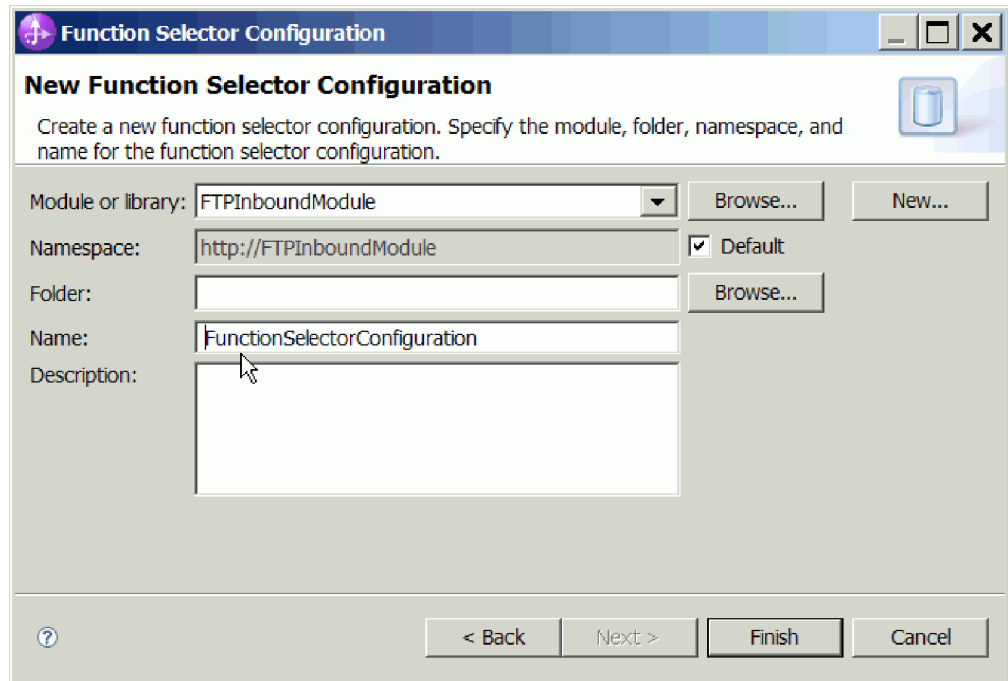 Function Selector Configuration
New Function Selector Configuration
Create a new function selector configuration. Specify the module, folder, namespace, and
name for the function selector configuration.
Module or library: FTPInboundModule Browse... New...
Namespace: http://FTPInboundModule Default
Folder: Browse...
Name: FunctionSelectorConfiguration
Description:
? < Back Next > Finish Cancel